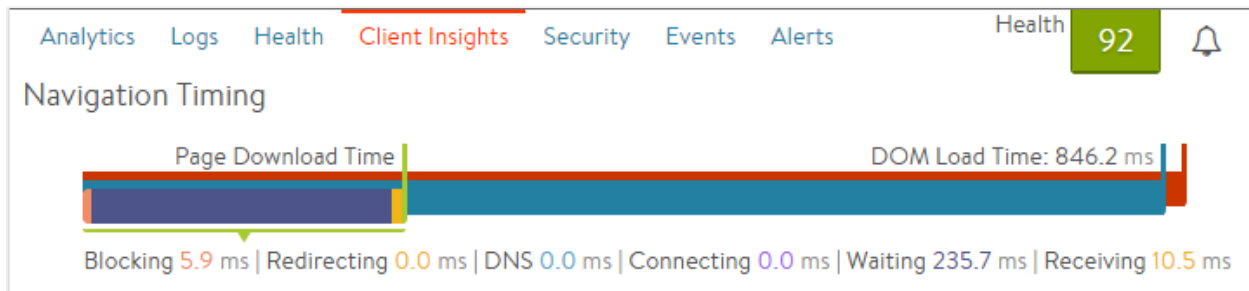 Analytics Logs Health Client Insights Security Events Alerts Health 92
Navigation Timing
Page Download Time DOM Load Time: 846.2 ms
Blocking 5.9 ms | Redirecting 0.0 ms | DNS 0.0 ms | Connecting 0.0 ms | Waiting 235.7 ms | Receiving 10.5 ms